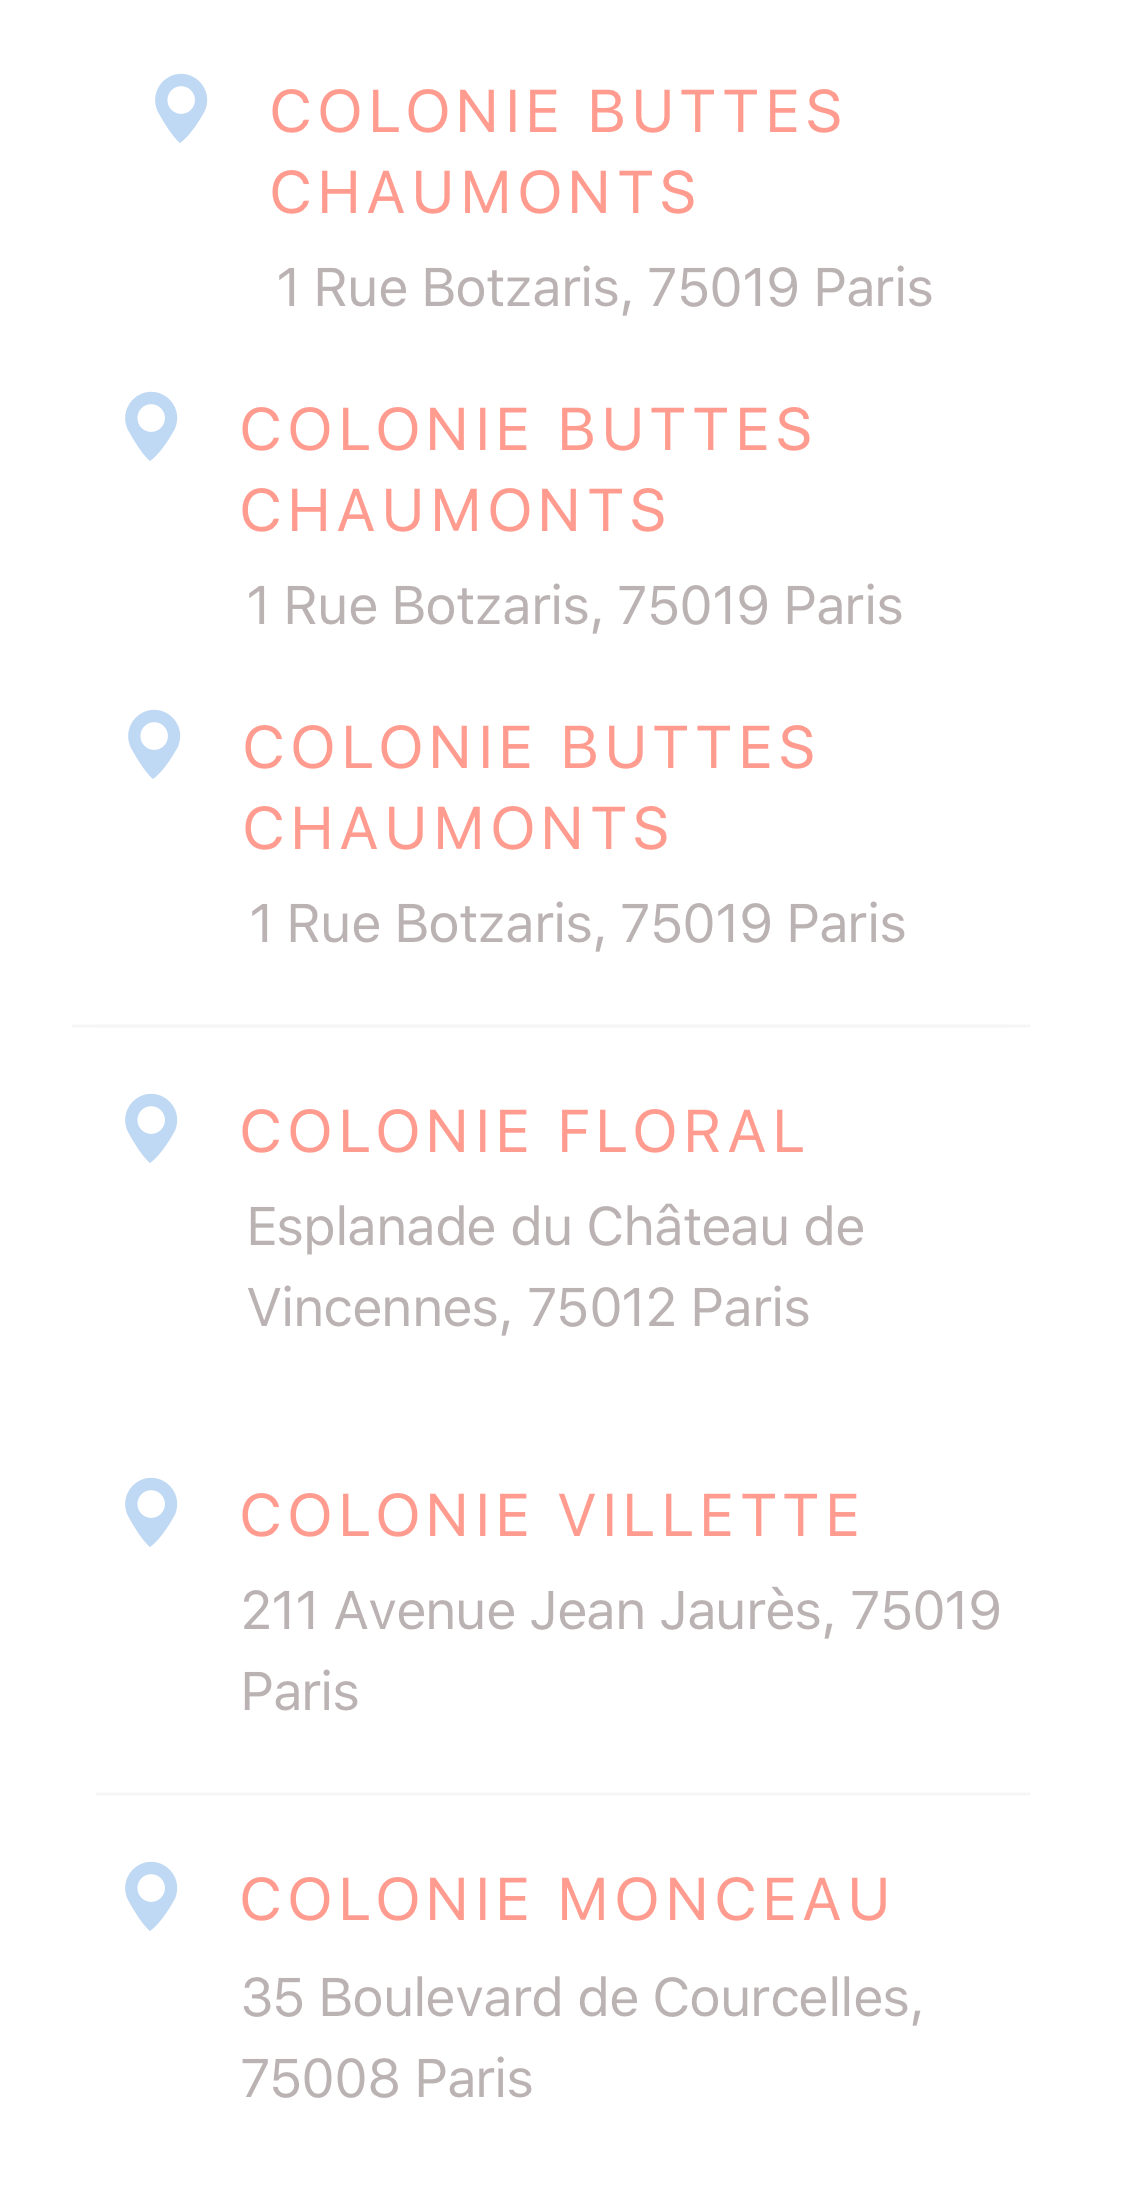 COLONIE BUTTES
CHAUMONTS
1 Rue Botzaris, 75019 Paris
COLONIE BUTTES
CHAUMONTS
1 Rue Botzaris, 75019 Paris
COLONIE BUTTES
CHAUMONTS
1 Rue Botzaris, 75019 Paris
COLONIE FLORAL
Esplanade du Château de
Vincennes, 75012 Paris
COLONIE VILLETTE
211 Avenue Jean Jaurès, 75019
Paris
COLONIE MONCEAU
35 Boulevard de Courcelles,
75008 Paris